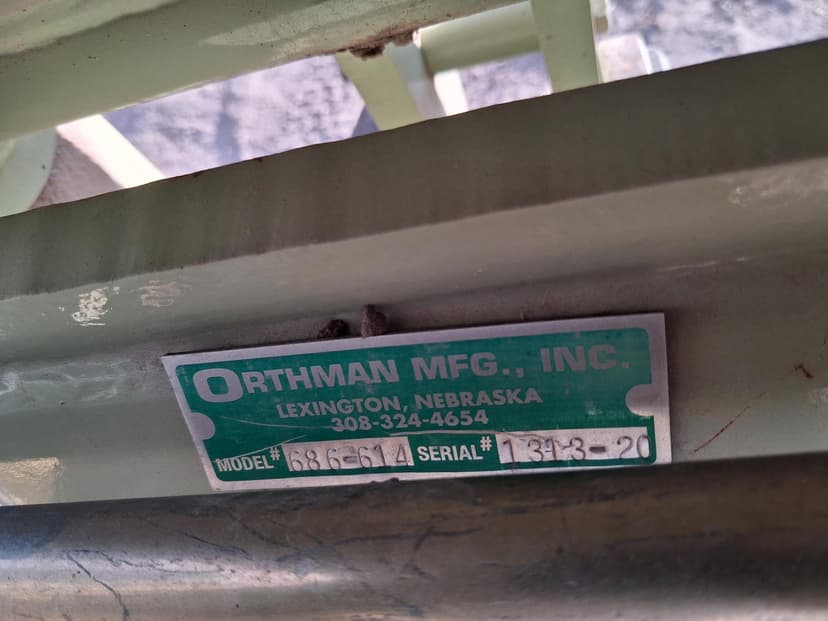 ORTHMAN MFG., INC.
LEXINGTON, NEBRASKA
308-324-4654
MODEL# 686-614 SERIAL# 1313-20